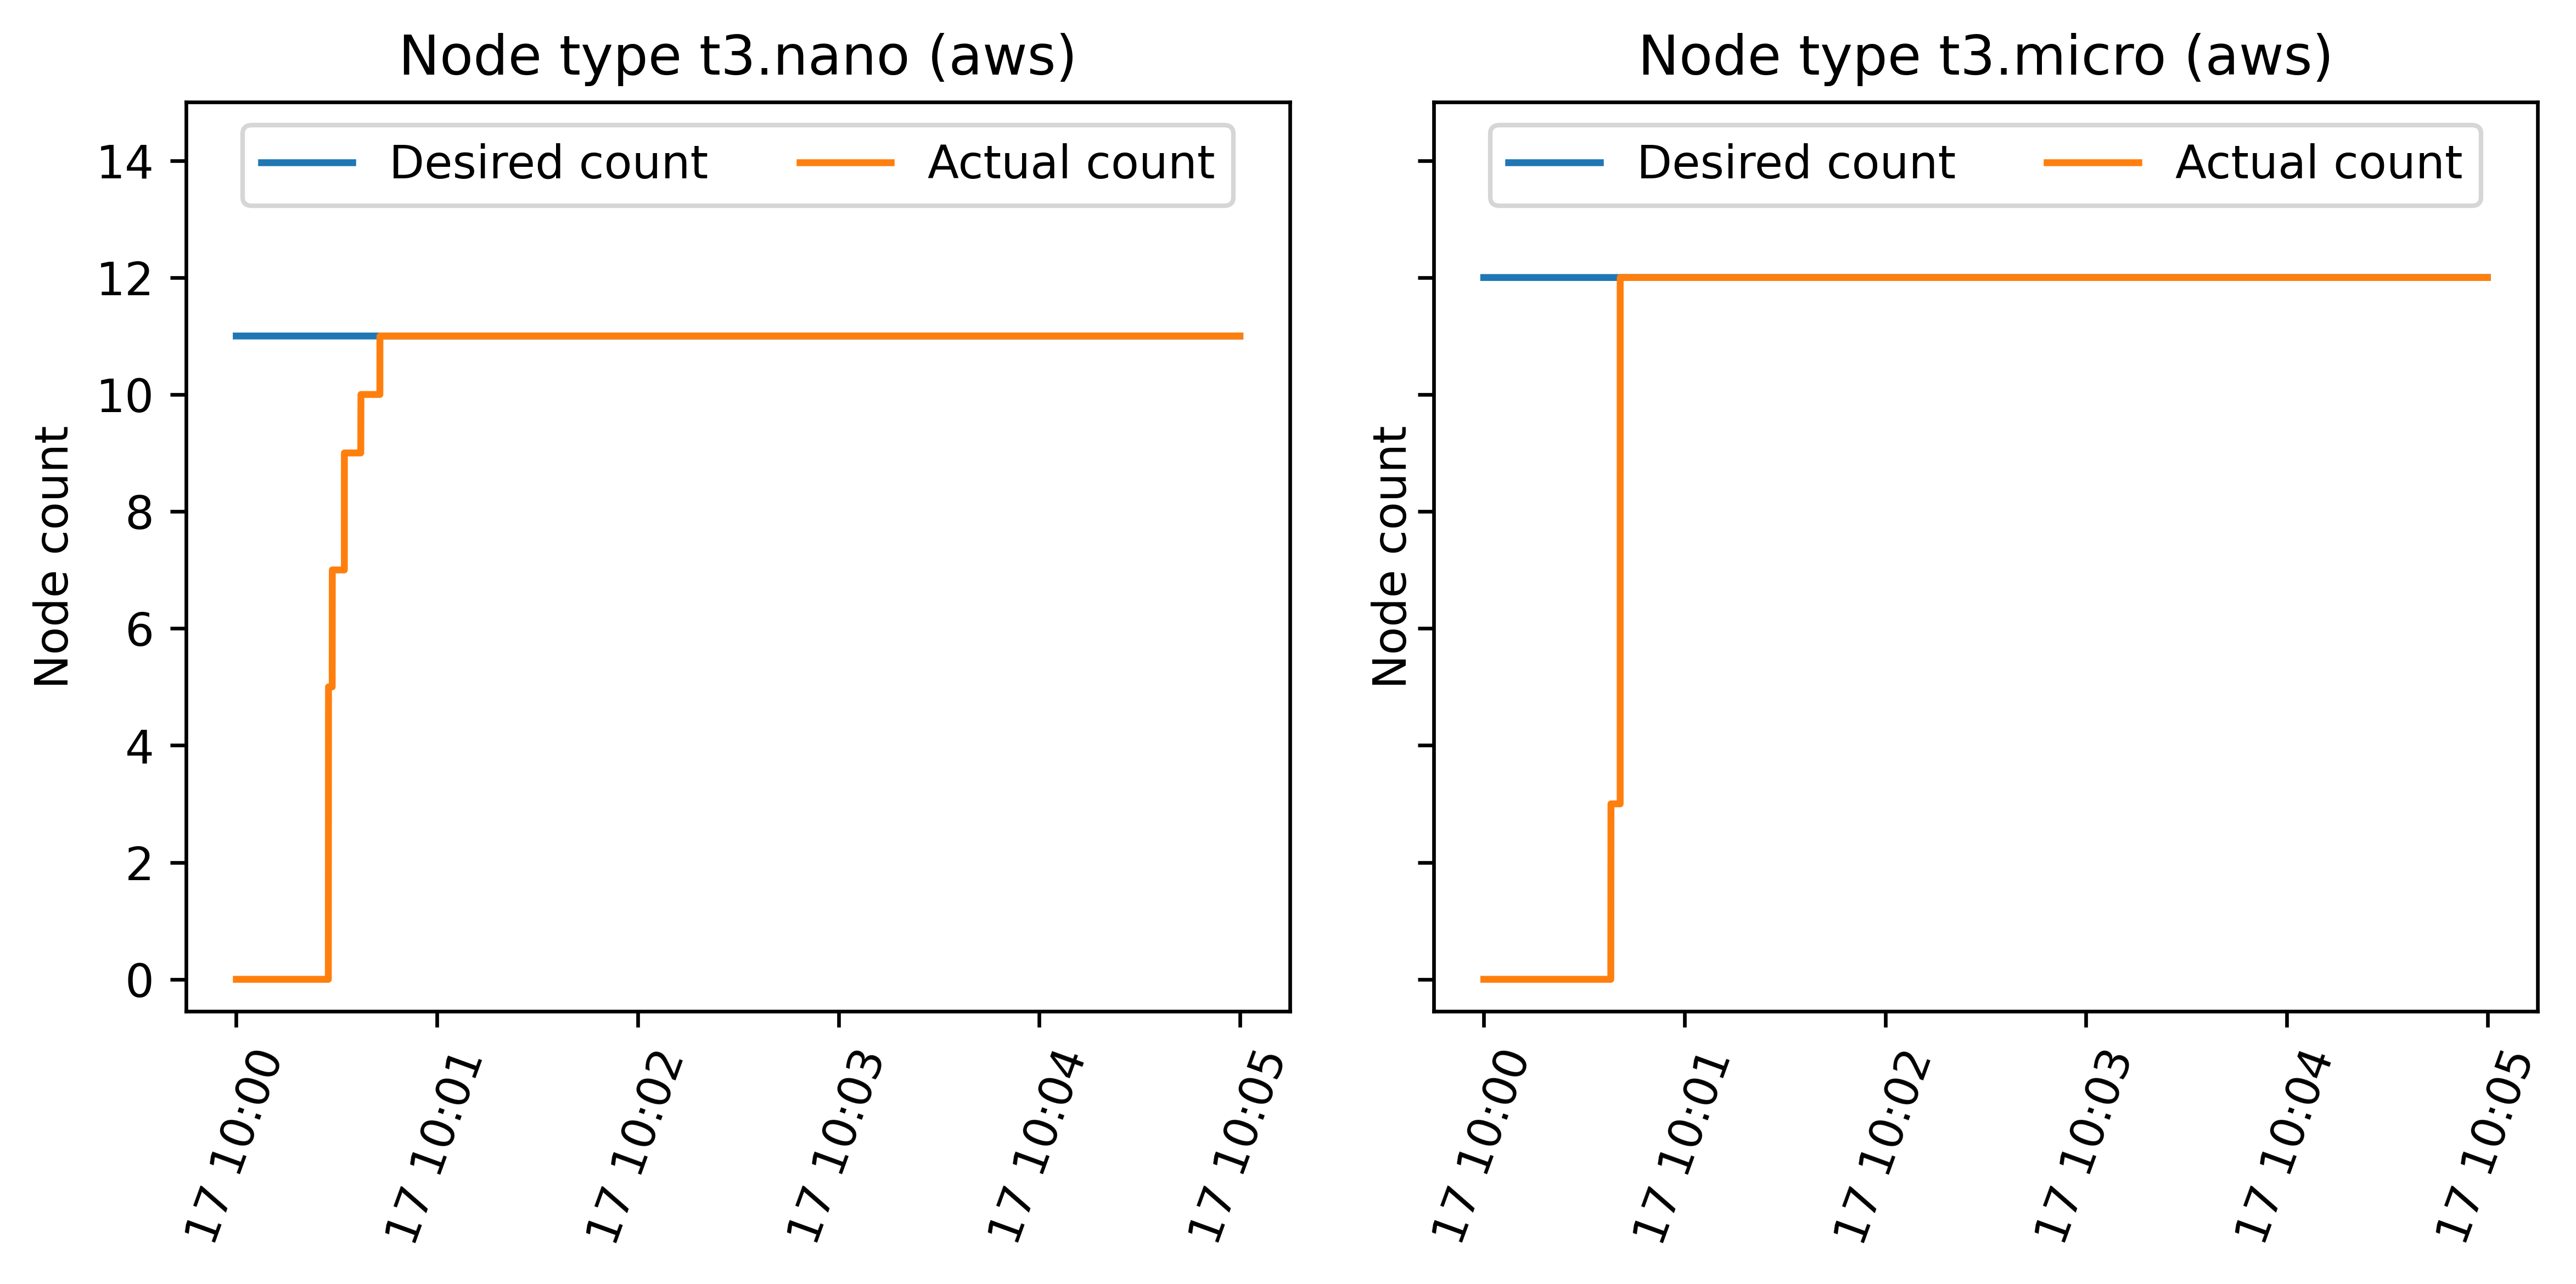 Node type t3.nano (aws)
Desired count
Actual count
14
12
10
8
6
4
2
0
Node count
17 10:00
17 10:01
17 10:02
17 10:03
17 10:04
17 10:05
Node type t3.micro (aws)
Desired count
Actual count
Node count
17 10:00
17 10:01
17 10:02
17 10:03
17 10:04
17 10:05